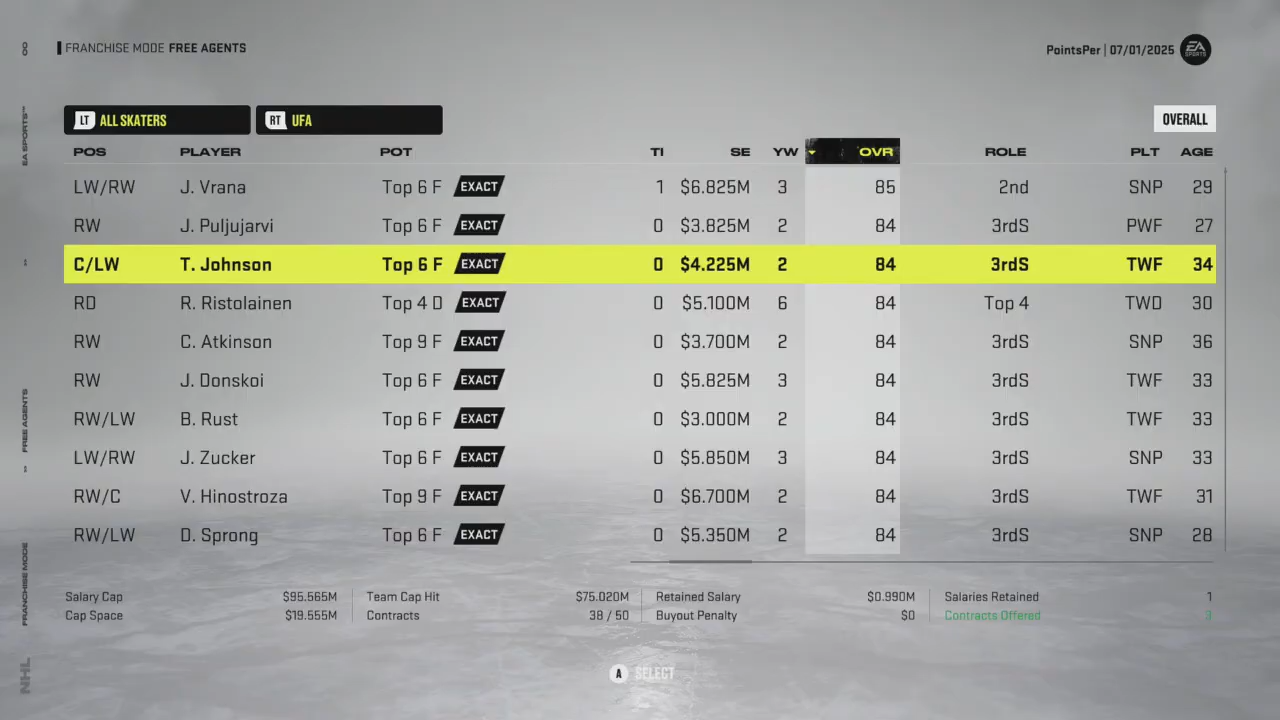 FRANCHISE MODE FREE AGENTS
PointsPer | 07/01/2025
EA SPORTS
LT ALL SKATERS
RT UFA
OVERALL
POS PLAYER POT TI SE YW OVR ROLE PLT AGE
LW/RW J. Vrana Top 6 F EXACT 1 $6.825M 3 85 2nd SNP 29
RW J. Puljujarvi Top 6 F EXACT 0 $3.825M 2 84 3rdS PWF 27
C/LW T. Johnson Top 6 F EXACT 0 $4.225M 2 84 3rdS TWF 34
RD R. Ristolainen Top 4 D EXACT 0 $5.100M 6 84 Top 4 TWD 30
RW C. Atkinson Top 9 F EXACT 0 $3.700M 2 84 3rdS SNP 36
RW J. Donskoi Top 6 F EXACT 0 $5.825M 3 84 3rdS TWF 33
RW/LW B. Rust Top 6 F EXACT 0 $3.000M 2 84 3rdS TWF 33
LW/RW J. Zucker Top 6 F EXACT 0 $5.850M 3 84 3rdS SNP 33
RW/C V. Hinostroza Top 9 F EXACT 0 $6.700M 2 84 3rdS TWF 31
RW/LW D. Sprong Top 6 F EXACT 0 $5.350M 2 84 3rdS SNP 28
Salary Cap $95.565M Team Cap Hit $75.020M Retained Salary $0.990M Salaries Retained 1
Cap Space $19.555M Contracts 38 / 50 Buyout Penalty $0 Contracts Offered
A SELECT
NHL
FRANCHISE MODE
FREE AGENTS
EA SPORTS™